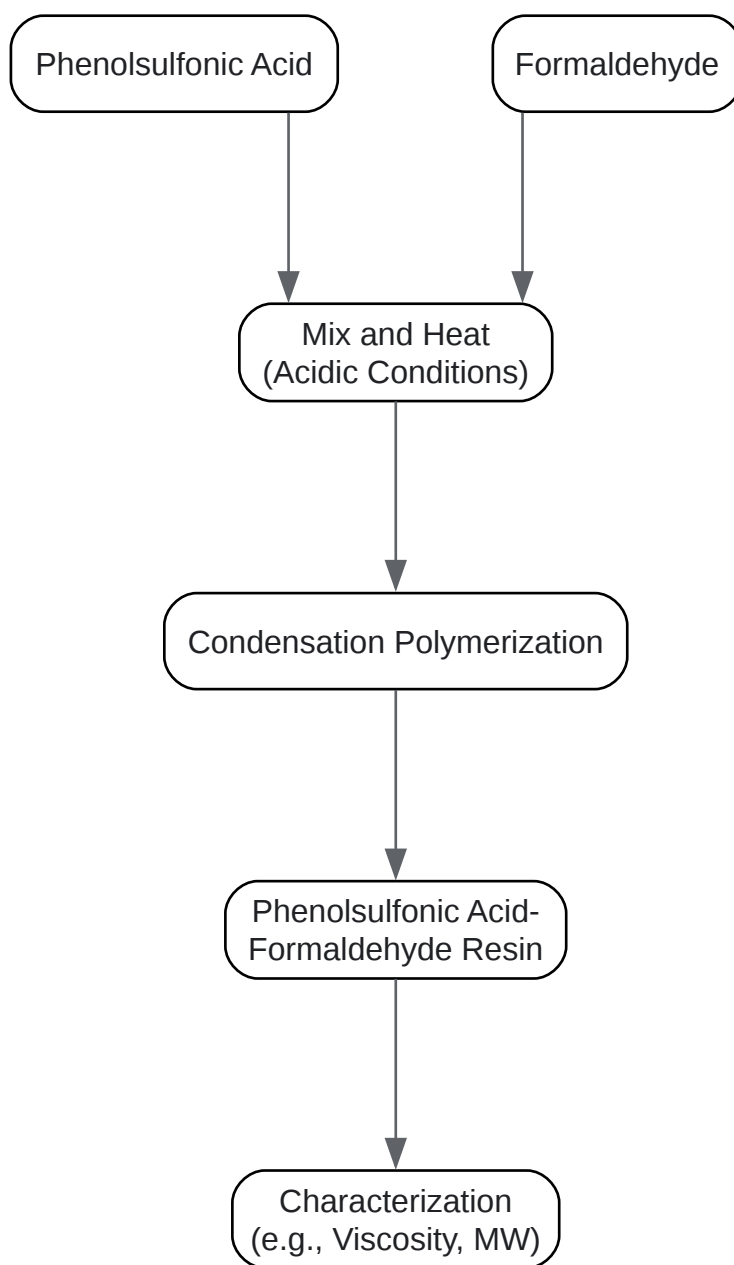 Phenolsulfonic Acid
Formaldehyde
Mix and Heat
(Acidic Conditions)
Condensation Polymerization
Phenolsulfonic Acid-
Formaldehyde Resin
Characterization
(e.g., Viscosity, MW)